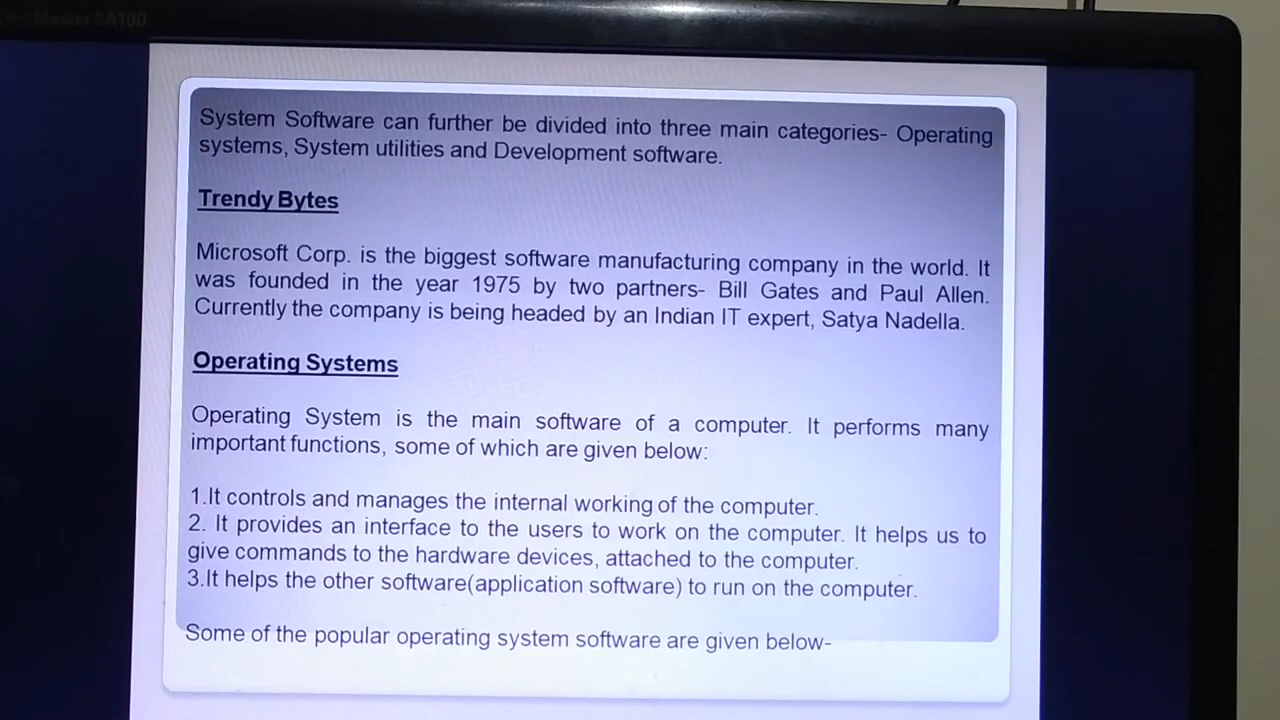 Master SA100
System Software can further be divided into three main categories- Operating
systems, System utilities and Development software.
Trendy Bytes
Microsoft Corp. is the biggest software manufacturing company in the world. It
was founded in the year 1975 by two partners- Bill Gates and Paul Allen.
Currently the company is being headed by an Indian IT expert, Satya Nadella.
Operating Systems
Operating System is the main software of a computer. It performs many
important functions, some of which are given below:
1.It controls and manages the internal working of the computer.
2. It provides an interface to the users to work on the computer. It helps us to
give commands to the hardware devices, attached to the computer.
3.It helps the other software(application software) to run on the computer.
Some of the popular operating system software are given below-